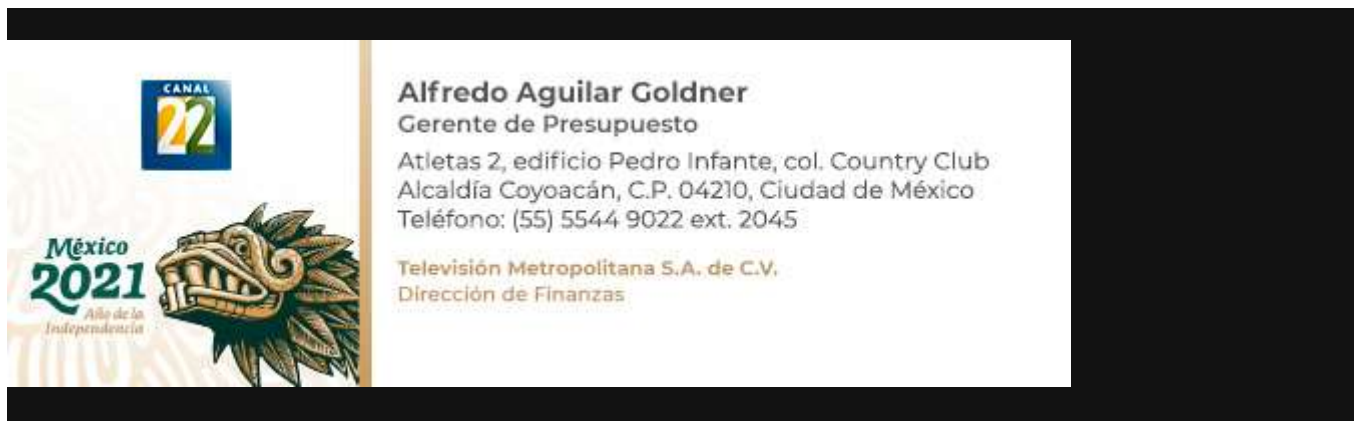 CANAL
22
México
2021
Año de la
Independencia
Alfredo Aguilar Goldner
Gerente de Presupuesto
Atletas 2, edificio Pedro Infante, col. Country Club
Alcaldía Coyoacán, C.P. 04210, Ciudad de México
Teléfono: (55) 5544 9022 ext. 2045
Televisión Metropolitana S.A. de C.V.
Dirección de Finanzas